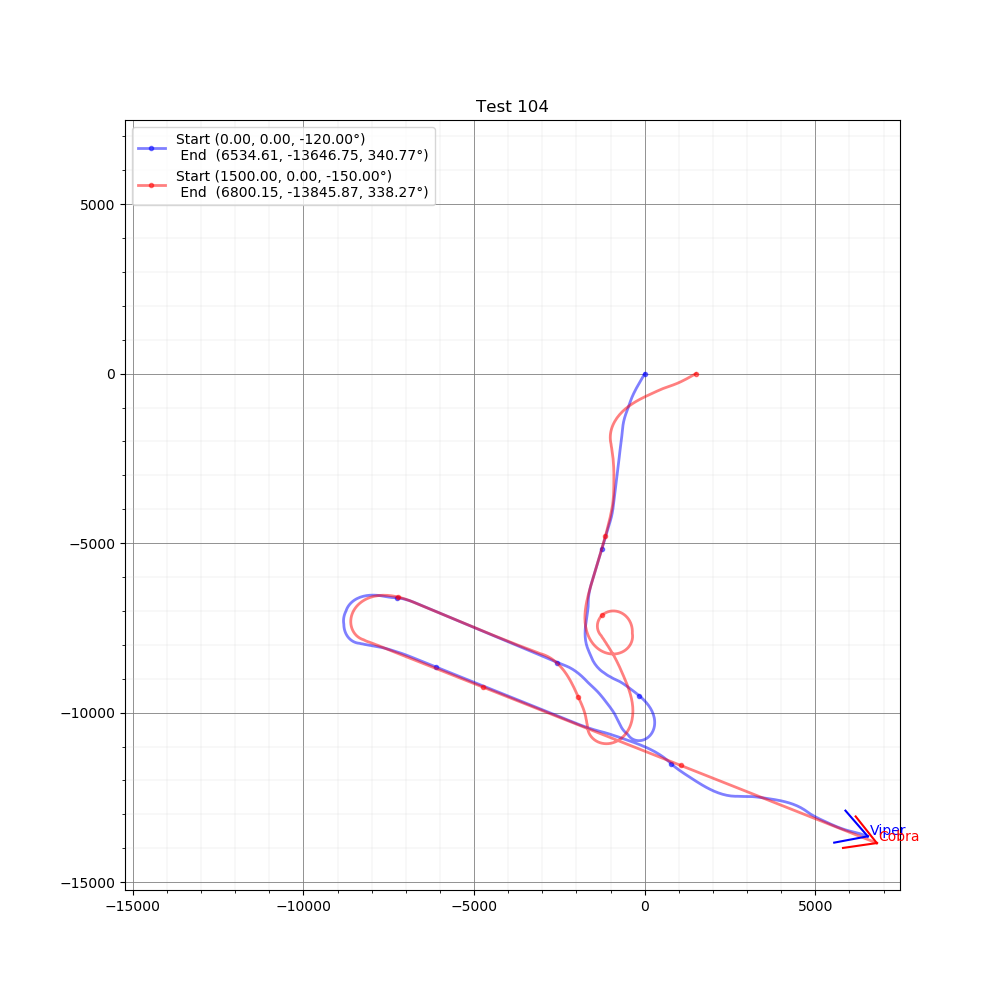 Test 104
Start (0.00, 0.00, -120.00°)
End (6534.61, -13646.75, 340.77°)
Start (1500.00, 0.00, -150.00°)
End (6800.15, -13845.87, 338.27°)
5000
0
−5000
−10000
−15000
Viper
Cobra
−15000 −10000 −5000 0 5000